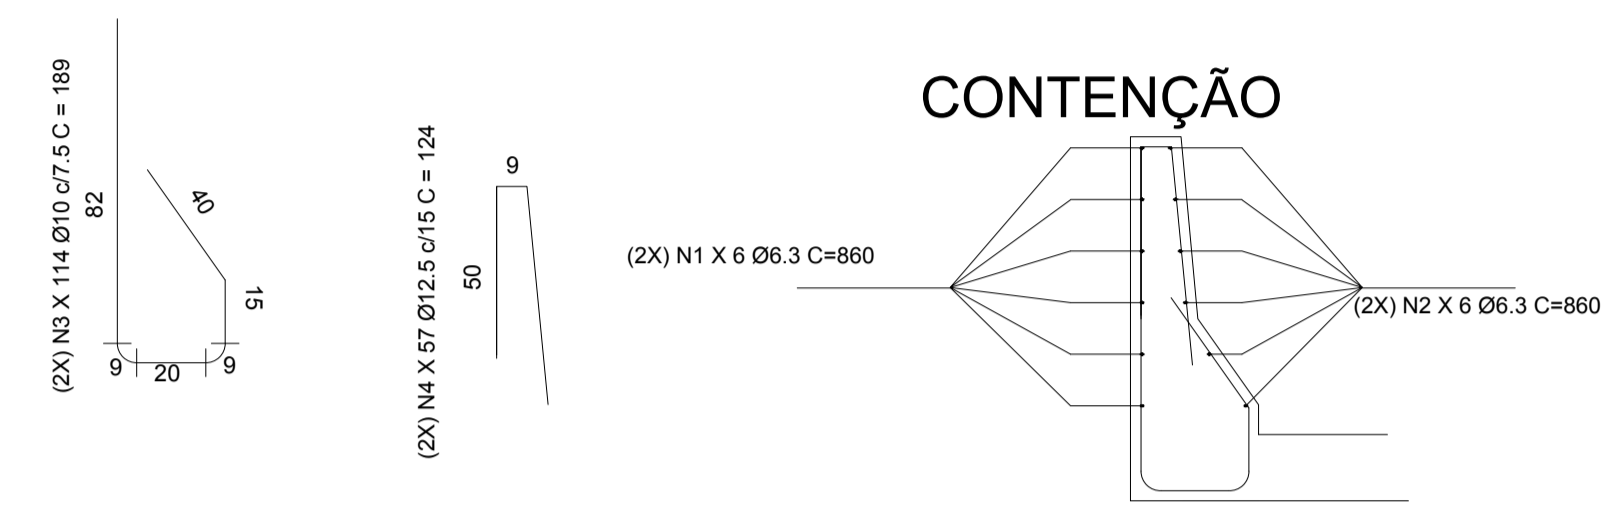 (2X) N3 X 114 Ø10 c/7.5 C = 189
82
40
15
9
20
9
(2X) N4 X 57 Ø12.5 c/15 C = 124
9
50
CONTENÇÃO
(2X) N1 X 6 Ø6.3 C=860
(2X) N2 X 6 Ø6.3 C=860